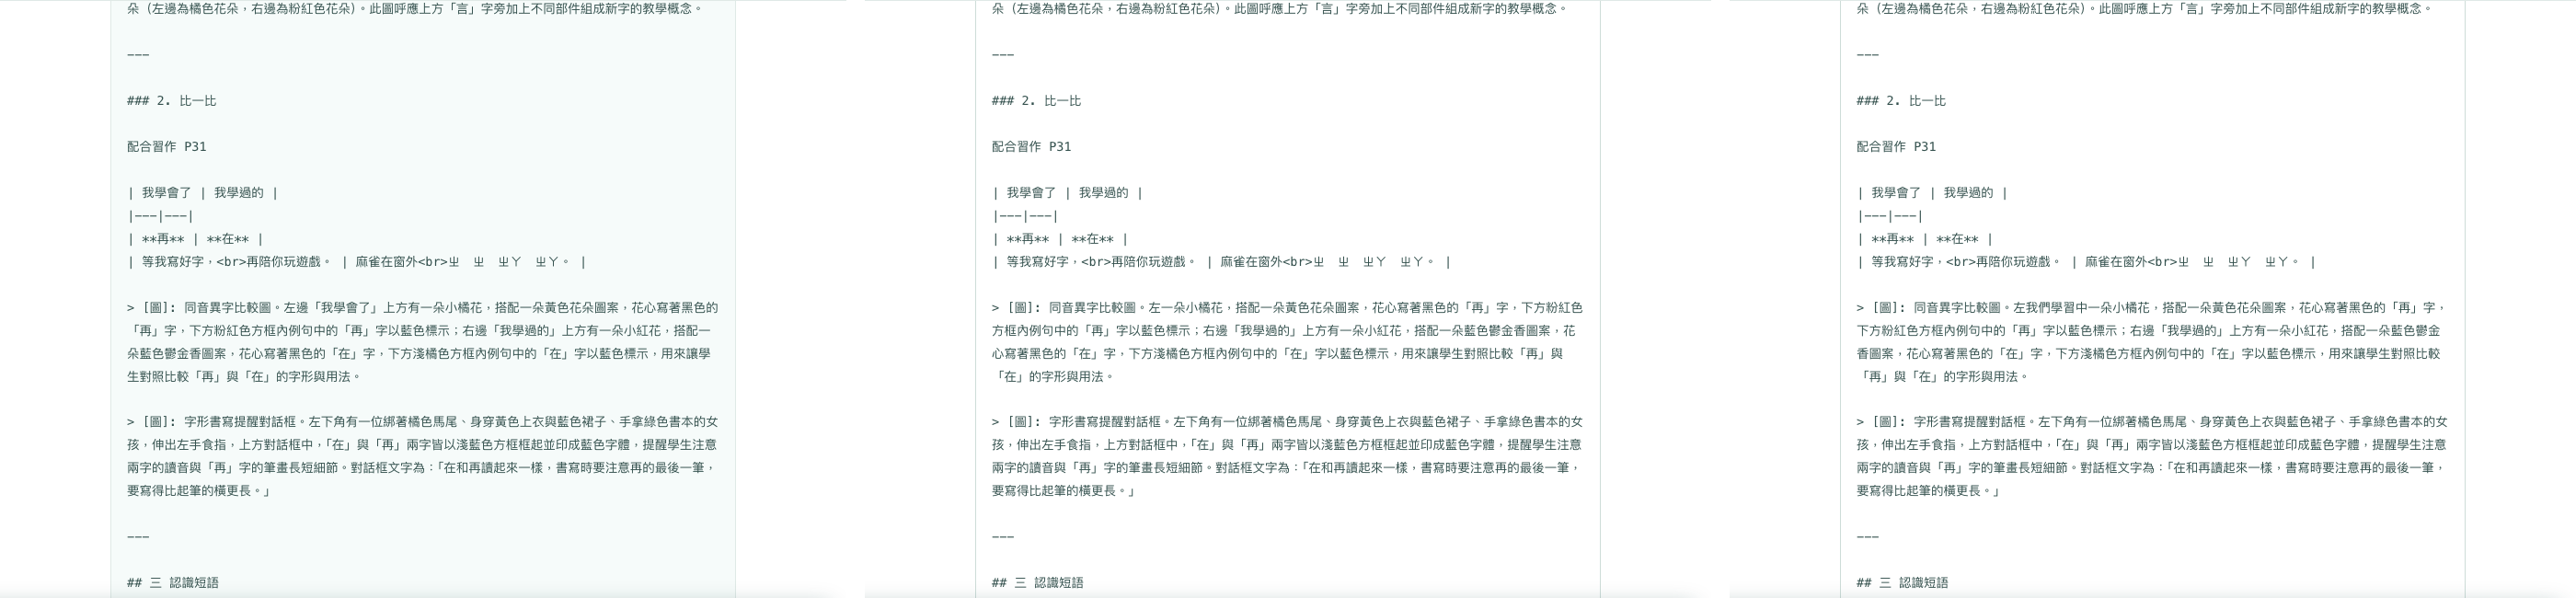 朵 (左邊為橘色花朵，右邊為粉紅色花朵)。此圖呼應上方「言」字旁加上不同部件組成新字的教學概念。
---
### 2. 比一比
配合習作 P31
| 我學會了 | 我學過的 |
|---|---|
| **再** | **在** |
| 等我寫好字，<br>再陪你玩遊戲。 | 麻雀在窗外<br>ㄓ　ㄓ　ㄓㄚ　ㄓㄚ。 |
> [圖]: 同音異字比較圖。左邊「我學會了」上方有一朵小橘花，搭配一朵黃色花朵圖案，花心寫著黑色的
「再」字，下方粉紅色方框內例句中的「再」字以藍色標示；右邊「我學過的」上方有一朵小紅花，搭配一
朵藍色鬱金香圖案，花心寫著黑色的「在」字，下方淺橘色方框內例句中的「在」字以藍色標示，用來讓學
生對照比較「再」與「在」的字形與用法。
> [圖]: 字形書寫提醒對話框。左下角有一位綁著橘色馬尾、身穿黃色上衣與藍色裙子、手拿綠色書本的女
孩，伸出左手食指，上方對話框中，「在」與「再」兩字皆以淺藍色方框框起並印成藍色字體，提醒學生注意
兩字的讀音與「再」字的筆畫長短細節。對話框文字為：「在和再讀起來一樣，書寫時要注意再的最後一筆，
要寫得比起筆的橫更長。」
---
## 三 認識短語
朵 (左邊為橘色花朵，右邊為粉紅色花朵)。此圖呼應上方「言」字旁加上不同部件組成新字的教學概念。
---
### 2. 比一比
配合習作 P31
| 我學會了 | 我學過的 |
|---|---|
| **再** | **在** |
| 等我寫好字，<br>再陪你玩遊戲。 | 麻雀在窗外<br>ㄓ　ㄓ　ㄓㄚ　ㄓㄚ。 |
> [圖]: 同音異字比較圖。左一朵小橘花，搭配一朵黃色花朵圖案，花心寫著黑色的「再」字，下方粉紅色
方框內例句中的「再」字以藍色標示；右邊「我學過的」上方有一朵小紅花，搭配一朵藍色鬱金香圖案，花
心寫著黑色的「在」字，下方淺橘色方框內例句中的「在」字以藍色標示，用來讓學生對照比較「再」與
「在」的字形與用法。
> [圖]: 字形書寫提醒對話框。左下角有一位綁著橘色馬尾、身穿黃色上衣與藍色裙子、手拿綠色書本的女
孩，伸出左手食指，上方對話框中，「在」與「再」兩字皆以淺藍色方框框起並印成藍色字體，提醒學生注意
兩字的讀音與「再」字的筆畫長短細節。對話框文字為：「在和再讀起來一樣，書寫時要注意再的最後一筆，
要寫得比起筆的橫更長。」
---
## 三 認識短語
朵 (左邊為橘色花朵，右邊為粉紅色花朵)。此圖呼應上方「言」字旁加上不同部件組成新字的教學概念。
---
### 2. 比一比
配合習作 P31
| 我學會了 | 我學過的 |
|---|---|
| **再** | **在** |
| 等我寫好字，<br>再陪你玩遊戲。 | 麻雀在窗外<br>ㄓ　ㄓ　ㄓㄚ　ㄓㄚ。 |
> [圖]: 同音異字比較圖。左我們學習中一朵小橘花，搭配一朵黃色花朵圖案，花心寫著黑色的「再」字，
下方粉紅色方框內例句中的「再」字以藍色標示；右邊「我學過的」上方有一朵小紅花，搭配一朵藍色鬱金
香圖案，花心寫著黑色的「在」字，下方淺橘色方框內例句中的「在」字以藍色標示，用來讓學生對照比較
「再」與「在」的字形與用法。
> [圖]: 字形書寫提醒對話框。左下角有一位綁著橘色馬尾、身穿黃色上衣與藍色裙子、手拿綠色書本的女
孩，伸出左手食指，上方對話框中，「在」與「再」兩字皆以淺藍色方框框起並印成藍色字體，提醒學生注意
兩字的讀音與「再」字的筆畫長短細節。對話框文字為：「在和再讀起來一樣，書寫時要注意再的最後一筆，
要寫得比起筆的橫更長。」
---
## 三 認識短語